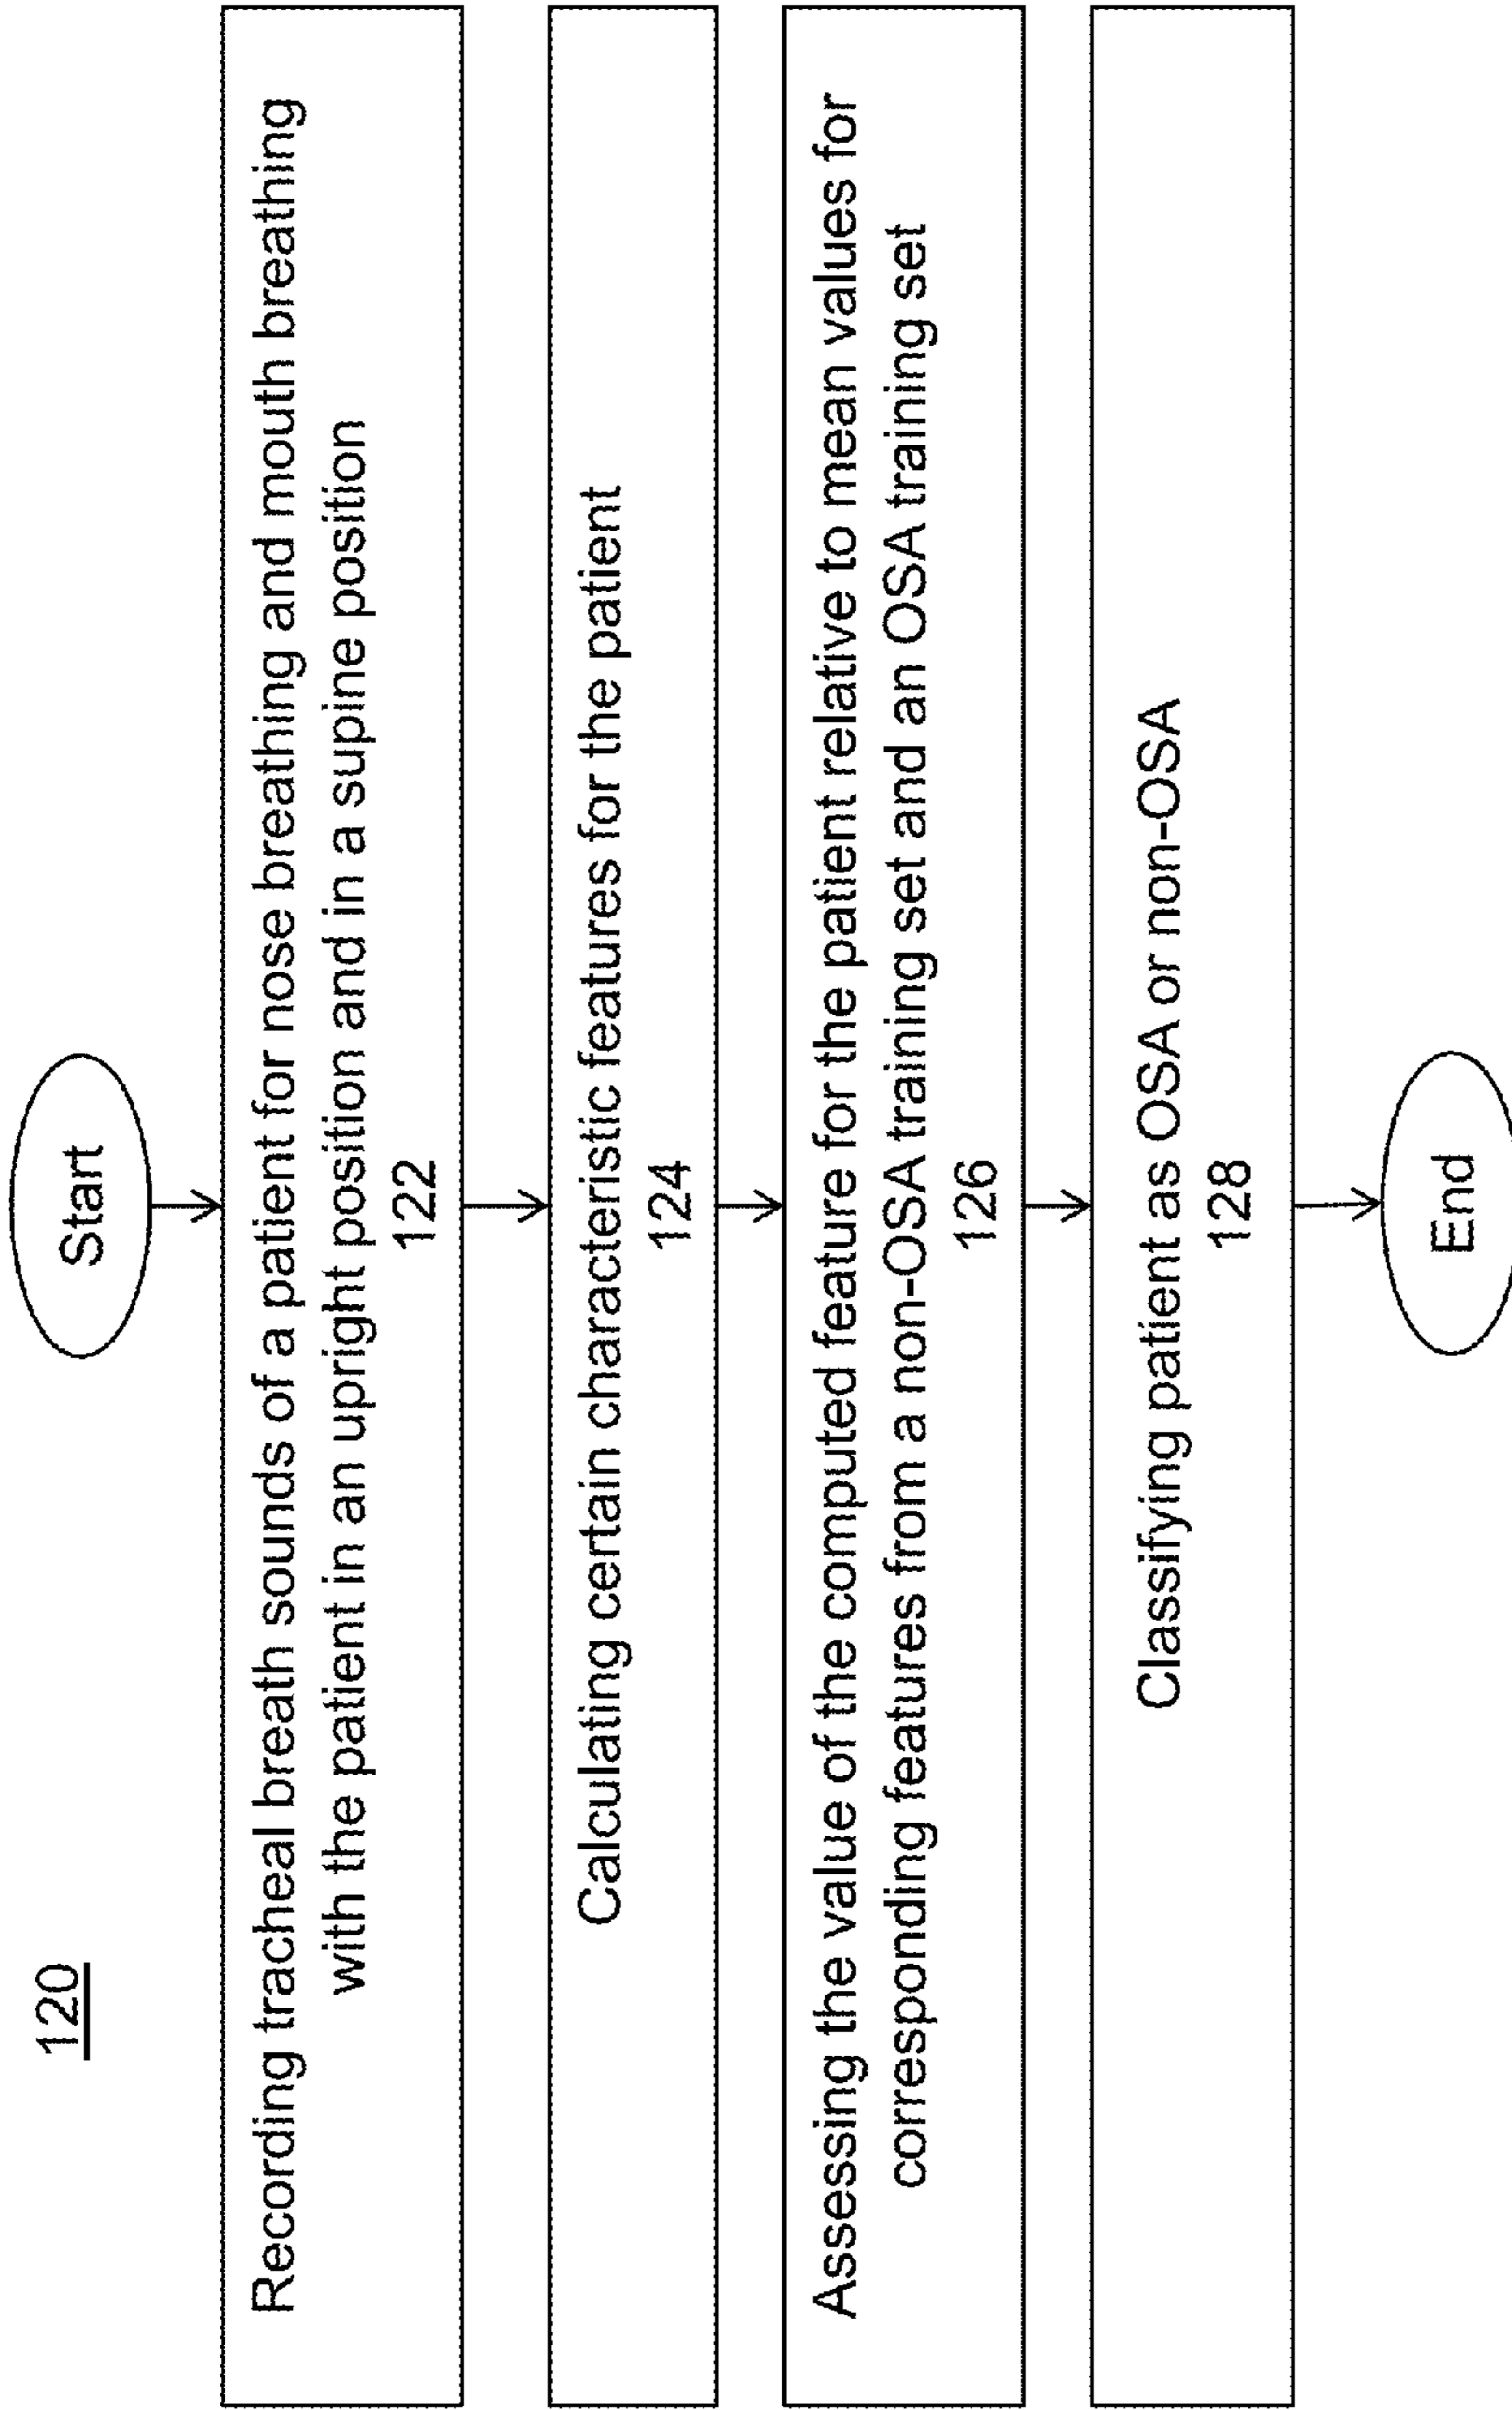 120
Start
Recording tracheal breath sounds of a patient for nose breathing and mouth breathing
with the patient in an upright position and in a supine position
122
Calculating certain characteristic features for the patient
124
Assessing the value of the computed feature for the patient relative to mean values for
corresponding features from a non-OSA training set and an OSA training set
126
Classifying patient as OSA or non-OSA
128
End